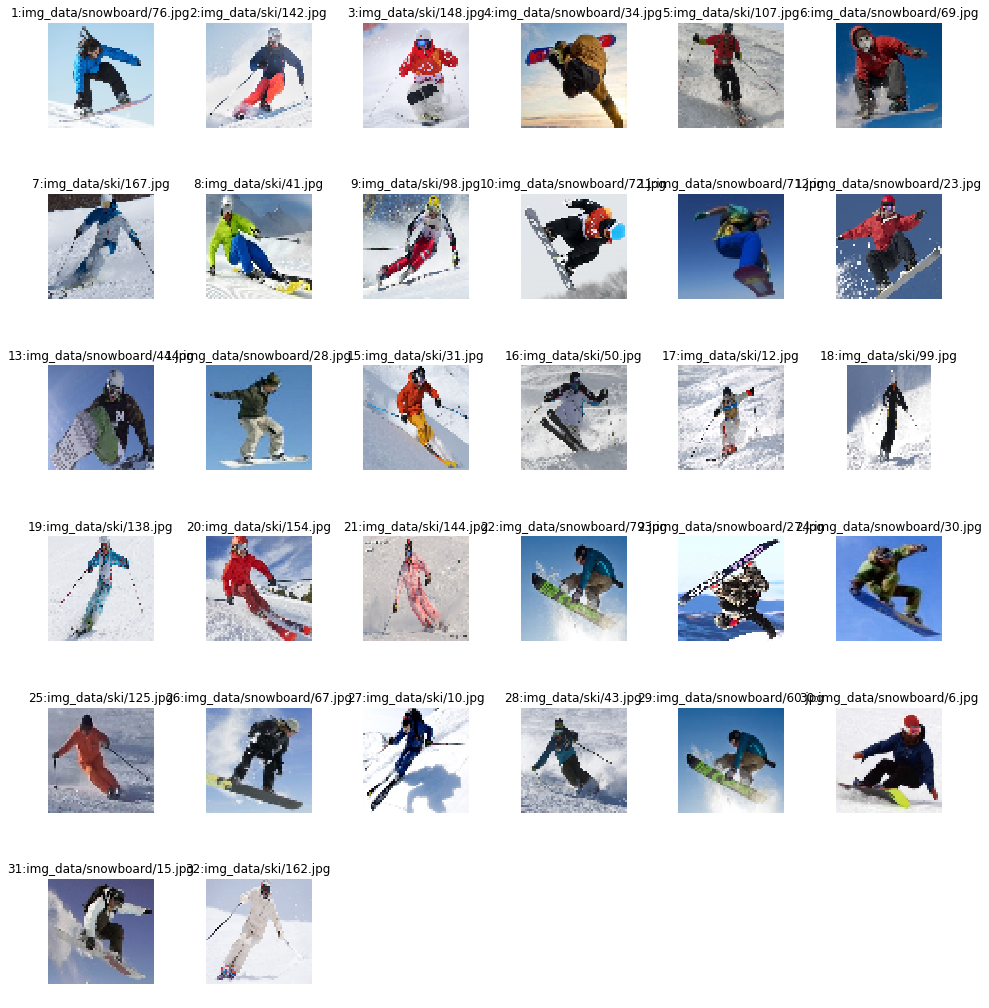 1:img_data/snowboard/76.jpg
2:img_data/ski/142.jpg
3:img_data/ski/148.jpg
4:img_data/snowboard/34.jpg
5:img_data/ski/107.jpg
6:img_data/snowboard/69.jpg
7:img_data/ski/167.jpg
8:img_data/ski/41.jpg
9:img_data/ski/98.jpg
10:img_data/snowboard/72.jpg
11:img_data/snowboard/71.jpg
12:img_data/snowboard/23.jpg
13:img_data/snowboard/44.jpg
14:img_data/snowboard/28.jpg
15:img_data/ski/31.jpg
16:img_data/ski/50.jpg
17:img_data/ski/12.jpg
18:img_data/ski/99.jpg
19:img_data/ski/138.jpg
20:img_data/ski/154.jpg
21:img_data/ski/144.jpg
22:img_data/snowboard/79.jpg
23:img_data/snowboard/27.jpg
24:img_data/snowboard/30.jpg
25:img_data/ski/125.jpg
26:img_data/snowboard/67.jpg
27:img_data/ski/10.jpg
28:img_data/ski/43.jpg
29:img_data/snowboard/60.jpg
30:img_data/snowboard/6.jpg
31:img_data/snowboard/15.jpg
32:img_data/ski/162.jpg